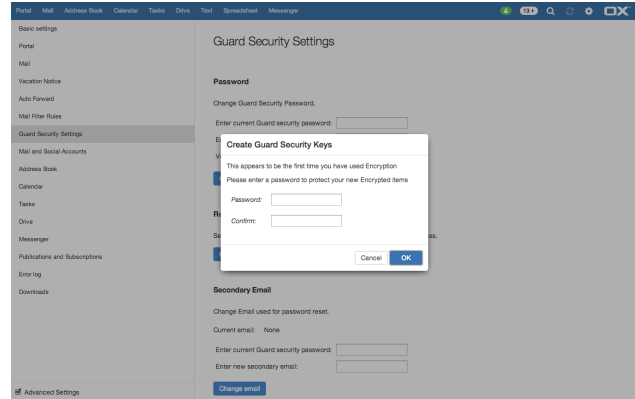 Portal Mail Address Book Calendar Tasks Drive Text Spreadsheet Messenger
13+
OX
Basic settings
Portal
Mail
Vacation Notice
Auto Forward
Mail Filter Rules
Guard Security Settings
Mail and Social Accounts
Address Book
Calendar
Tasks
Drive
Messenger
Publications and Subscriptions
Error log
Downloads
Advanced Settings
Guard Security Settings
Password
Change Guard Security Password.
Enter current Guard security password:
Create Guard Security Keys
This appears to be the first time you have used Encryption
Please enter a password to protect your new Encrypted items
Password:
Confirm:
Cancel OK
Secondary Email
Change Email used for password reset.
Current email: None
Enter current Guard security password:
Enter new secondary email:
Change email